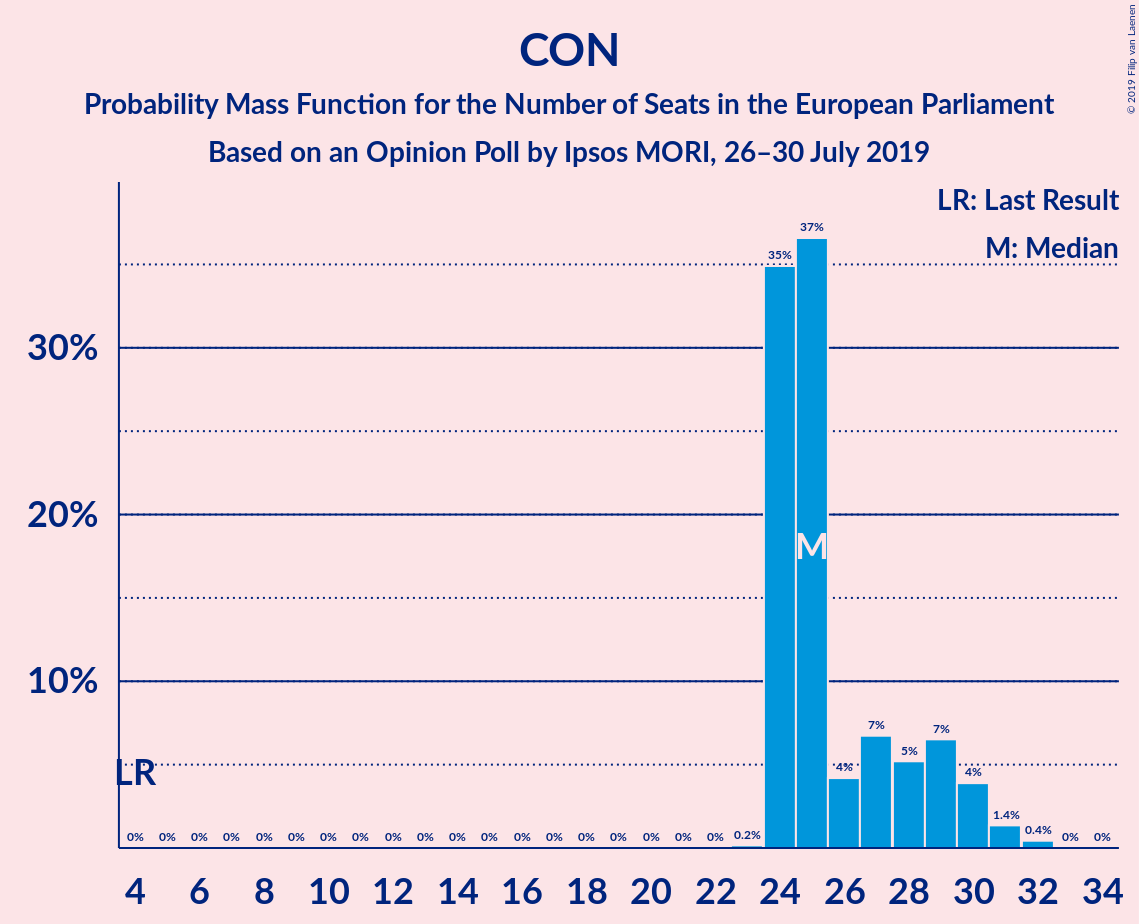 CON
Probability Mass Function for the Number of Seats in the European Parliament
Based on an Opinion Poll by Ipsos MORI, 26–30 July 2019
© 2019 Filip van Laenen
LR: Last Result
M: Median
37%
35%
30%
M
20%
10%
7% 7%
5%
4% 4%
LR
1.4%
0.4%
0.2%
0% 0% 0% 0% 0% 0% 0% 0% 0% 0% 0% 0% 0% 0% 0% 0% 0% 0% 0% 0% 0%
4 6 8 10 12 14 16 18 20 22 24 26 28 30 32 34